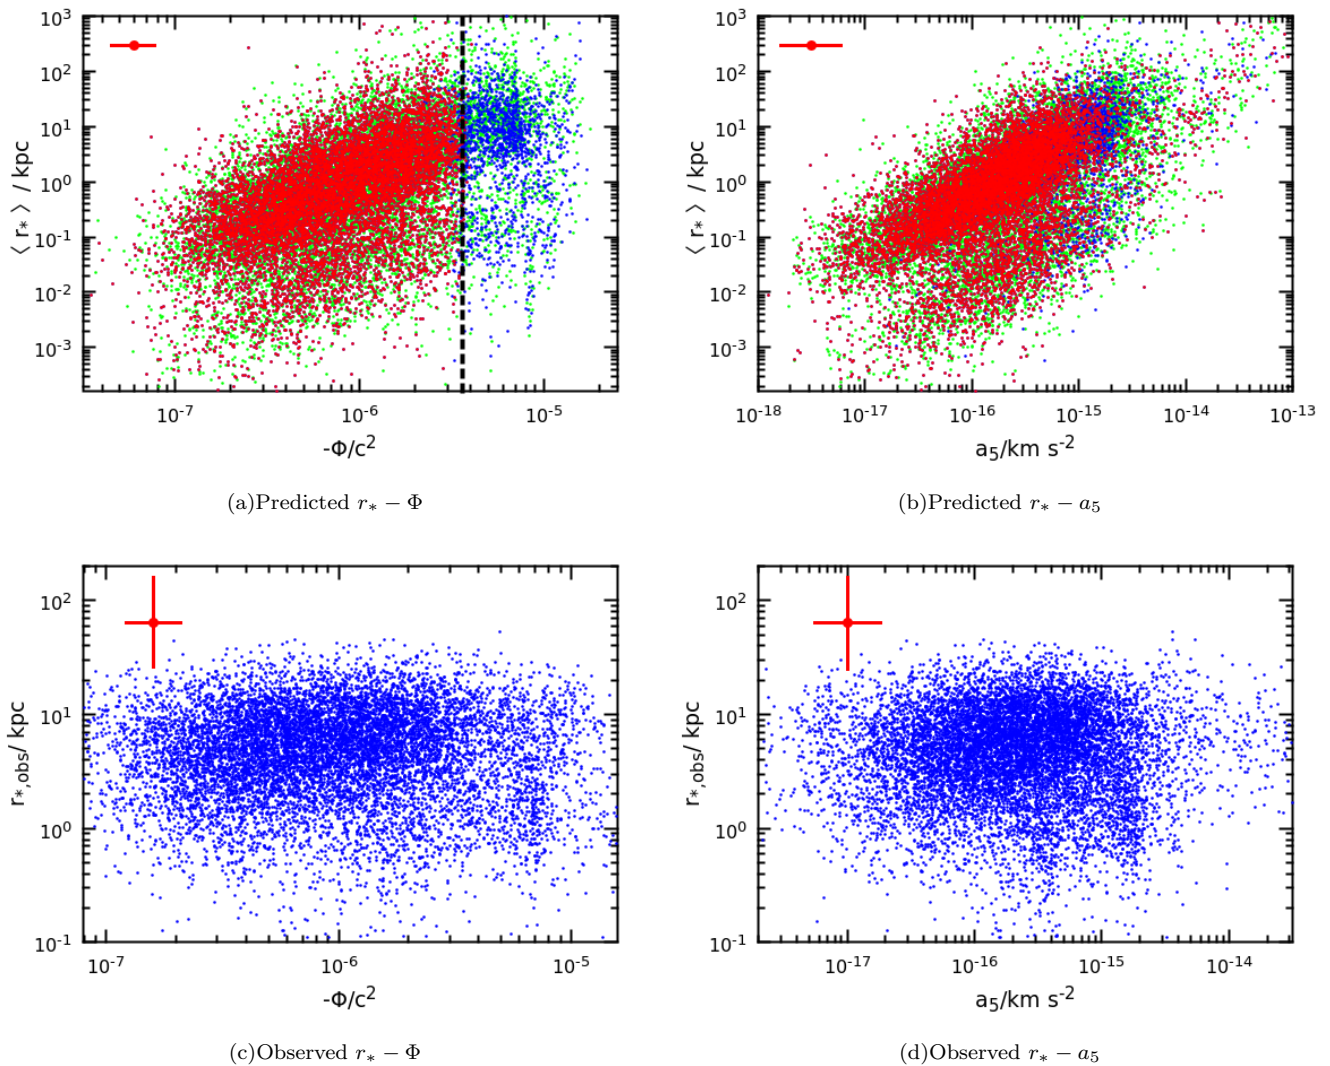 10³
10²
10¹
10⁰
10⁻¹
10⁻²
10⁻³
⟨ r∗ ⟩ / kpc
10⁻⁷ 10⁻⁶ 10⁻⁵
-Φ/c²
(a)Predicted r∗ − Φ
10³
10²
10¹
10⁰
10⁻¹
10⁻²
10⁻³
⟨ r∗ ⟩ / kpc
10⁻¹⁸ 10⁻¹⁷ 10⁻¹⁶ 10⁻¹⁵ 10⁻¹⁴ 10⁻¹³
a₅/km s⁻²
(b)Predicted r∗ − a₅
10²
10¹
10⁰
10⁻¹
r∗,obs/ kpc
10⁻⁷ 10⁻⁶ 10⁻⁵
-Φ/c²
(c)Observed r∗ − Φ
10²
10¹
10⁰
10⁻¹
r∗,obs/ kpc
10⁻¹⁷ 10⁻¹⁶ 10⁻¹⁵ 10⁻¹⁴
a₅/km s⁻²
(d)Observed r∗ − a₅